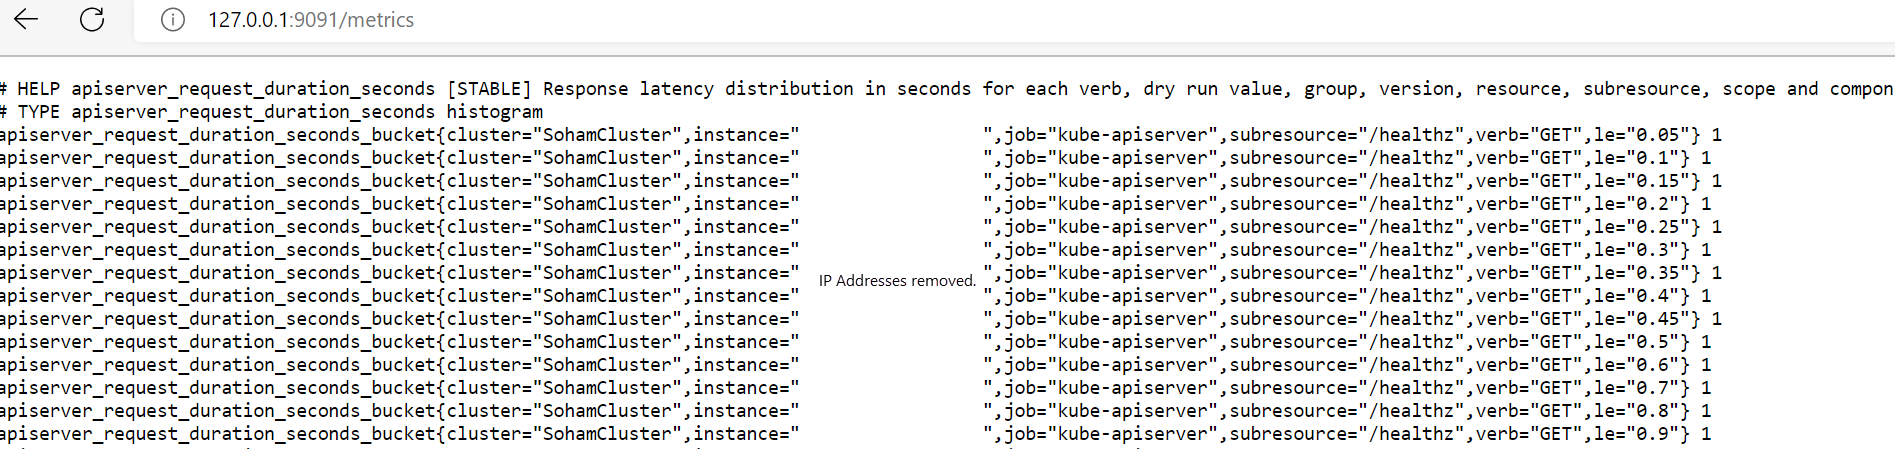 127.0.0.1:9091/metrics
# HELP apiserver_request_duration_seconds [STABLE] Response latency distribution in seconds for each verb, dry run value, group, version, resource, subresource, scope and compon
# TYPE apiserver_request_duration_seconds histogram
apiserver_request_duration_seconds_bucket{cluster="SohamCluster",instance=" ",job="kube-apiserver",subresource="/healthz",verb="GET",le="0.05"} 1
apiserver_request_duration_seconds_bucket{cluster="SohamCluster",instance=" ",job="kube-apiserver",subresource="/healthz",verb="GET",le="0.1"} 1
apiserver_request_duration_seconds_bucket{cluster="SohamCluster",instance=" ",job="kube-apiserver",subresource="/healthz",verb="GET",le="0.15"} 1
apiserver_request_duration_seconds_bucket{cluster="SohamCluster",instance=" ",job="kube-apiserver",subresource="/healthz",verb="GET",le="0.2"} 1
apiserver_request_duration_seconds_bucket{cluster="SohamCluster",instance=" ",job="kube-apiserver",subresource="/healthz",verb="GET",le="0.25"} 1
apiserver_request_duration_seconds_bucket{cluster="SohamCluster",instance=" ",job="kube-apiserver",subresource="/healthz",verb="GET",le="0.3"} 1
apiserver_request_duration_seconds_bucket{cluster="SohamCluster",instance=" ",job="kube-apiserver",subresource="/healthz",verb="GET",le="0.35"} 1
IP Addresses removed.
apiserver_request_duration_seconds_bucket{cluster="SohamCluster",instance=" ",job="kube-apiserver",subresource="/healthz",verb="GET",le="0.4"} 1
apiserver_request_duration_seconds_bucket{cluster="SohamCluster",instance=" ",job="kube-apiserver",subresource="/healthz",verb="GET",le="0.45"} 1
apiserver_request_duration_seconds_bucket{cluster="SohamCluster",instance=" ",job="kube-apiserver",subresource="/healthz",verb="GET",le="0.5"} 1
apiserver_request_duration_seconds_bucket{cluster="SohamCluster",instance=" ",job="kube-apiserver",subresource="/healthz",verb="GET",le="0.6"} 1
apiserver_request_duration_seconds_bucket{cluster="SohamCluster",instance=" ",job="kube-apiserver",subresource="/healthz",verb="GET",le="0.7"} 1
apiserver_request_duration_seconds_bucket{cluster="SohamCluster",instance=" ",job="kube-apiserver",subresource="/healthz",verb="GET",le="0.8"} 1
apiserver_request_duration_seconds_bucket{cluster="SohamCluster",instance=" ",job="kube-apiserver",subresource="/healthz",verb="GET",le="0.9"} 1